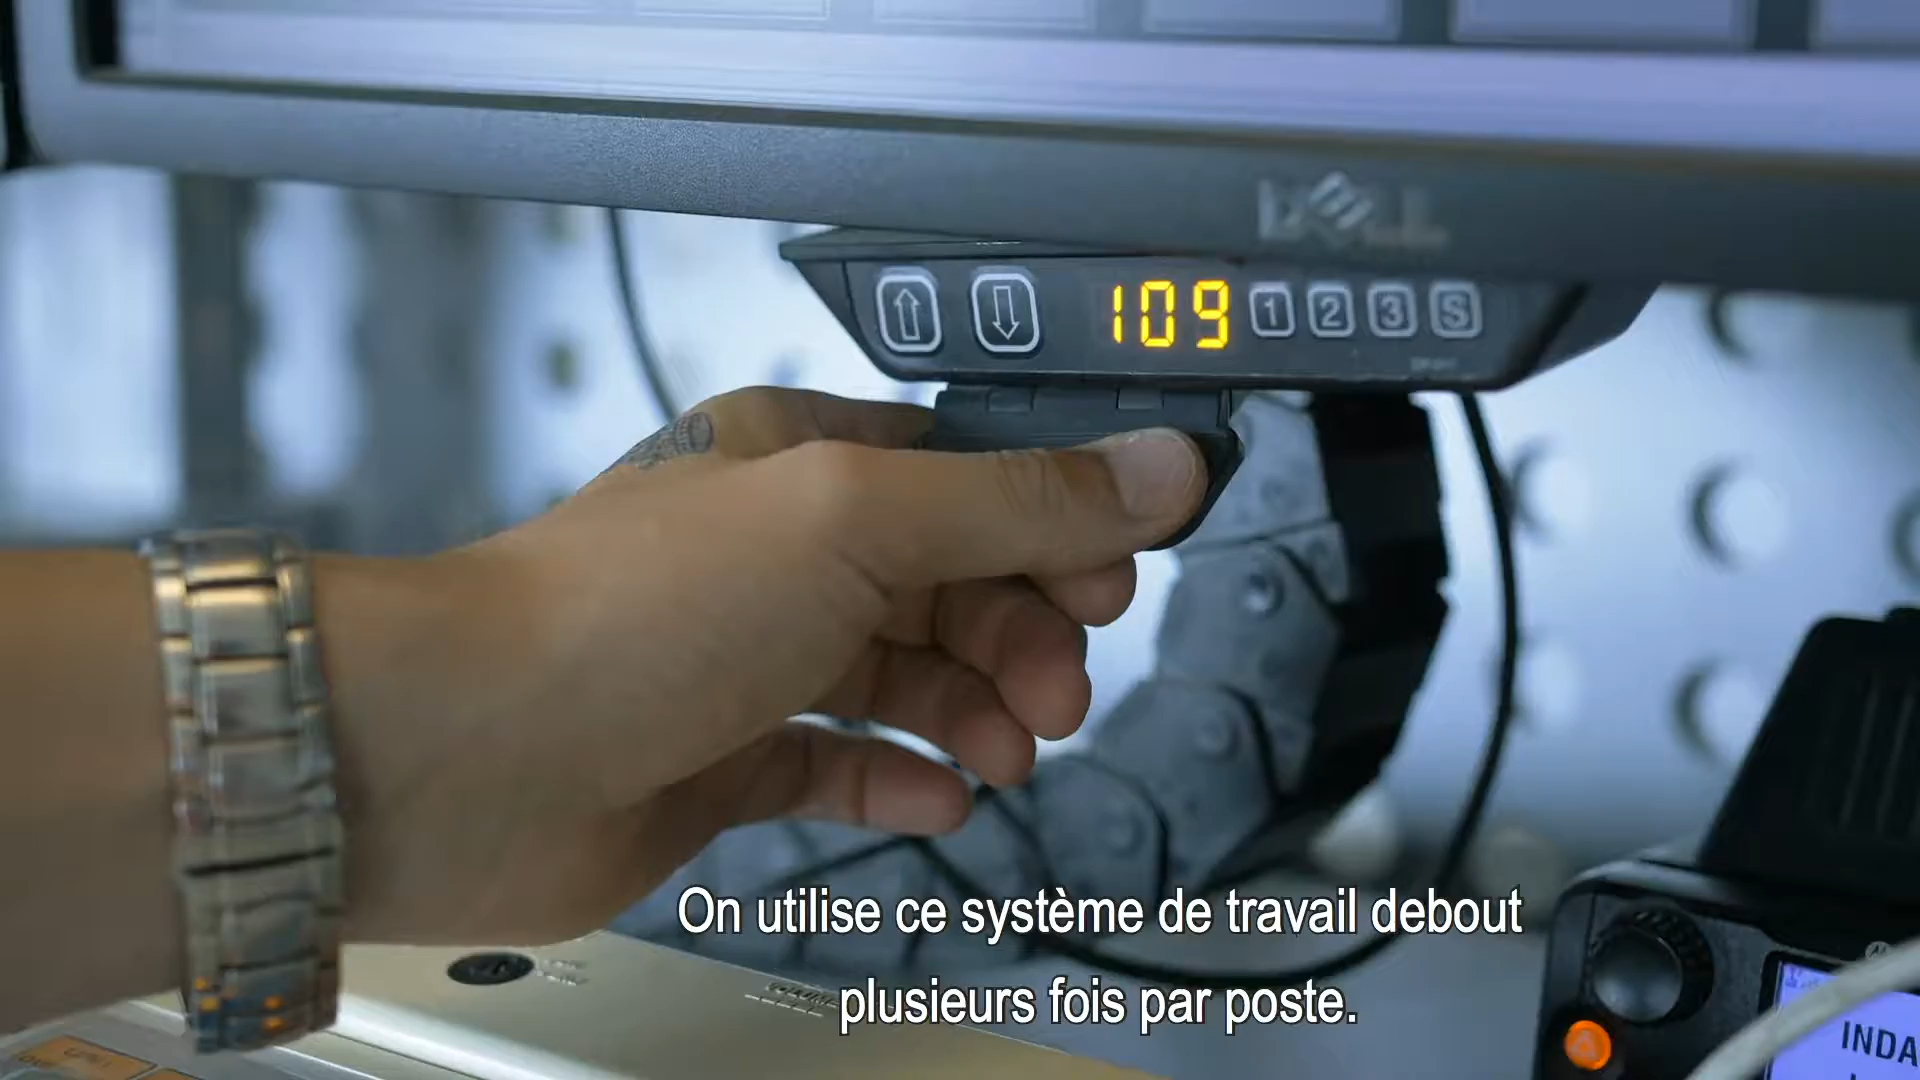 DELL
109 1 2 3 S
On utilise ce système de travail debout
plusieurs fois par poste.
INDA